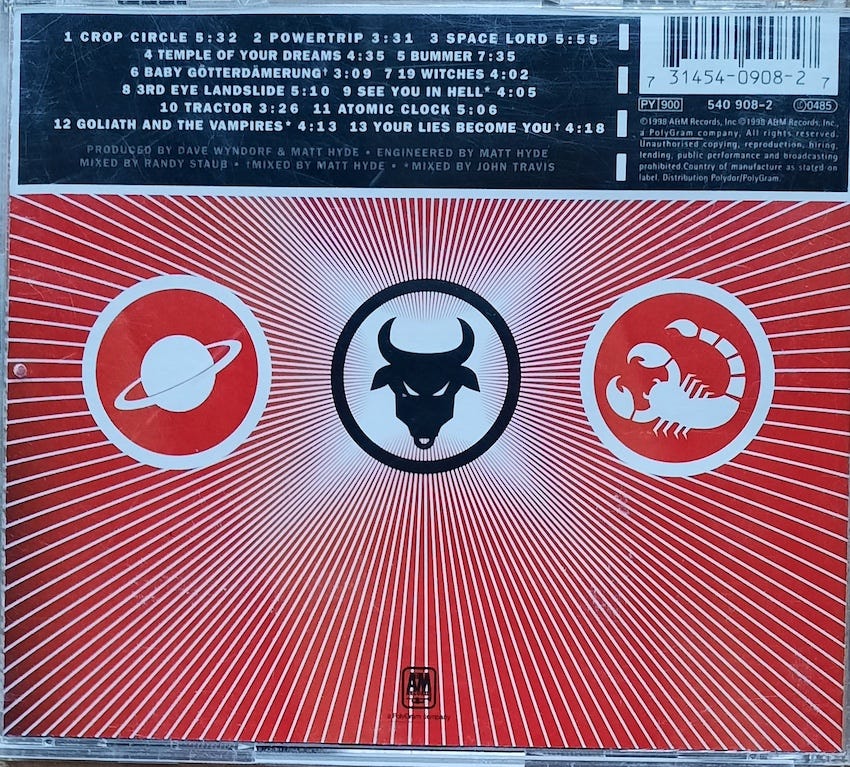 1 CROP CIRCLE 5:32 2 POWERTRIP 3:31 3 SPACE LORD 5:55
4 TEMPLE OF YOUR DREAMS 4:35 5 BUMMER 7:35
6 BABY GÖTTERDÄMERUNG† 3:09 7 19 WITCHES 4:02
8 3RD EYE LANDSLIDE 5:10 9 SEE YOU IN HELL* 4:05
10 TRACTOR 3:26 11 ATOMIC CLOCK 5:06
12 GOLIATH AND THE VAMPIRES* 4:13 13 YOUR LIES BECOME YOU† 4:18
PRODUCED BY DAVE WYNDORF & MATT HYDE • ENGINEERED BY MATT HYDE
MIXED BY RANDY STAUB • †MIXED BY MATT HYDE • *MIXED BY JOHN TRAVIS
7 31454-0908-2 7
PY 900 540 908-2 0485
℗1998 A&M Records, Inc ©1998 A&M Records, Inc.,
a PolyGram company, All rights reserved.
Unauthorised copying, reproduction, hiring,
lending, public performance and broadcasting
prohibited.Country of manufacture as stated on
label. Distribution Polydor/PolyGram.
A&M
a PolyGram company